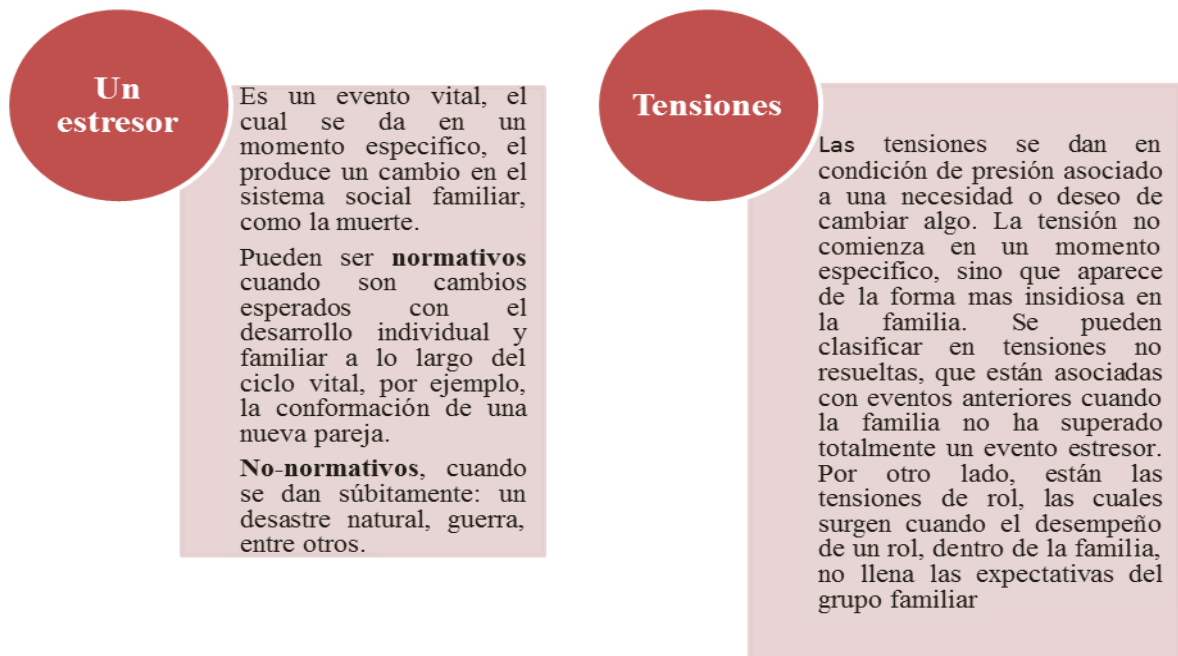 Un
estresor
Es un evento vital, el
cual se da en un
momento especifico, el
produce un cambio en el
sistema social familiar,
como la muerte.
Pueden ser normativos
cuando son cambios
esperados con el
desarrollo individual y
familiar a lo largo del
ciclo vital, por ejemplo,
la conformación de una
nueva pareja.
No-normativos, cuando
se dan súbitamente: un
desastre natural, guerra,
entre otros.
Tensiones
Las tensiones se dan en
condición de presión asociado
a una necesidad o deseo de
cambiar algo. La tensión no
comienza en un momento
especifico, sino que aparece
de la forma mas insidiosa en
la familia. Se pueden
clasificar en tensiones no
resueltas, que están asociadas
con eventos anteriores cuando
la familia no ha superado
totalmente un evento estresor.
Por otro lado, están las
tensiones de rol, las cuales
surgen cuando el desempeño
de un rol, dentro de la familia,
no llena las expectativas del
grupo familiar